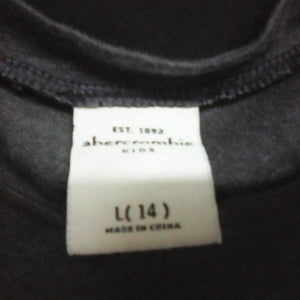 EST. 1892
abercrombie
KIDS
L( 14 )
MADE IN CHINA